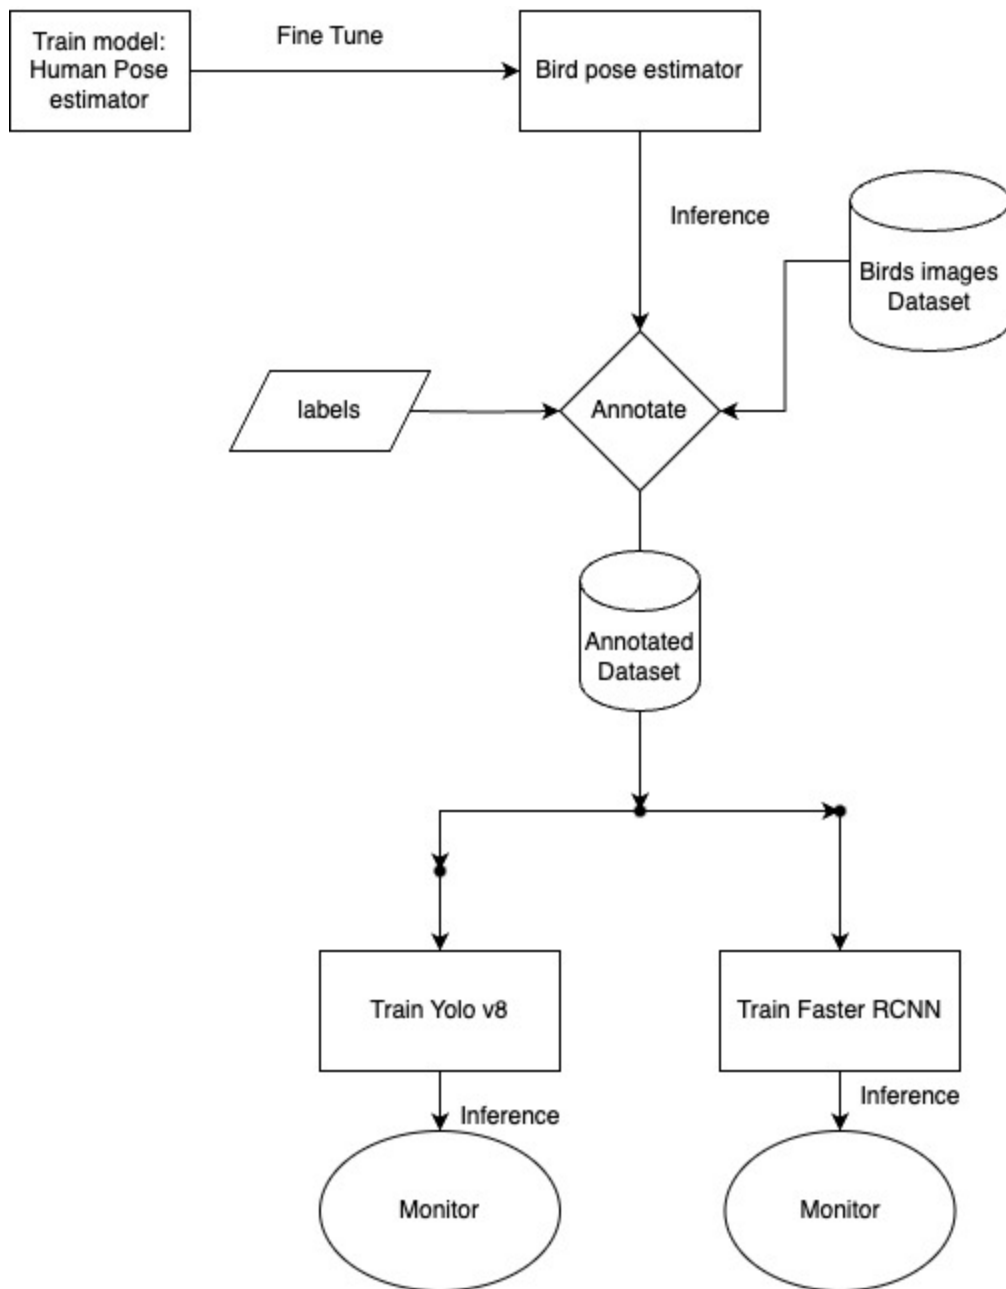 Train model:
Human Pose
estimator
Fine Tune
Bird pose estimator
Inference
Birds images
Dataset
labels
Annotate
Annotated
Dataset
Train Yolo v8
Train Faster RCNN
Inference
Inference
Monitor
Monitor